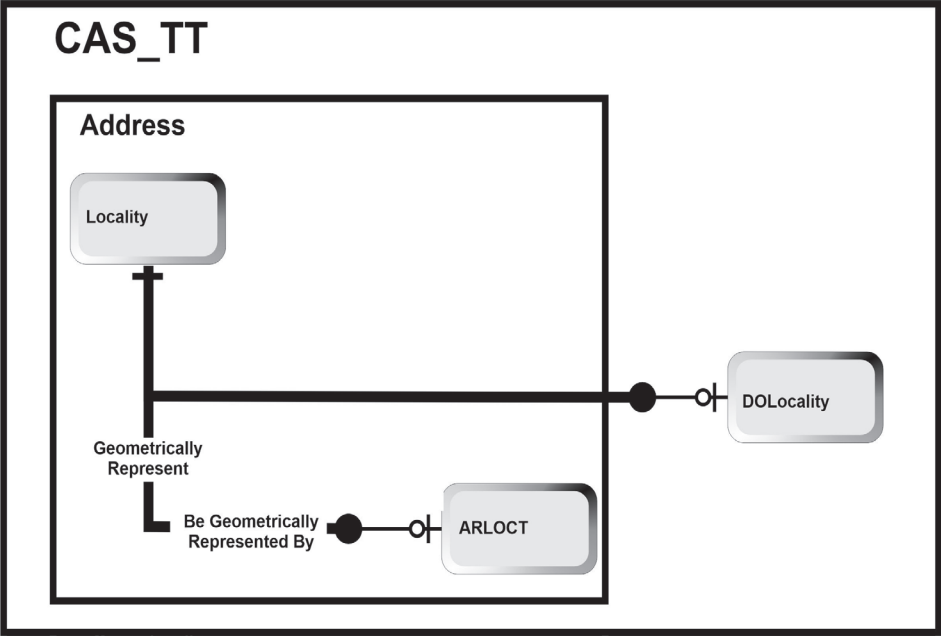 CAS_TT
Address
Locality
DOLocality
Geometrically
Represent
Be Geometrically
Represented By
ARLOCT